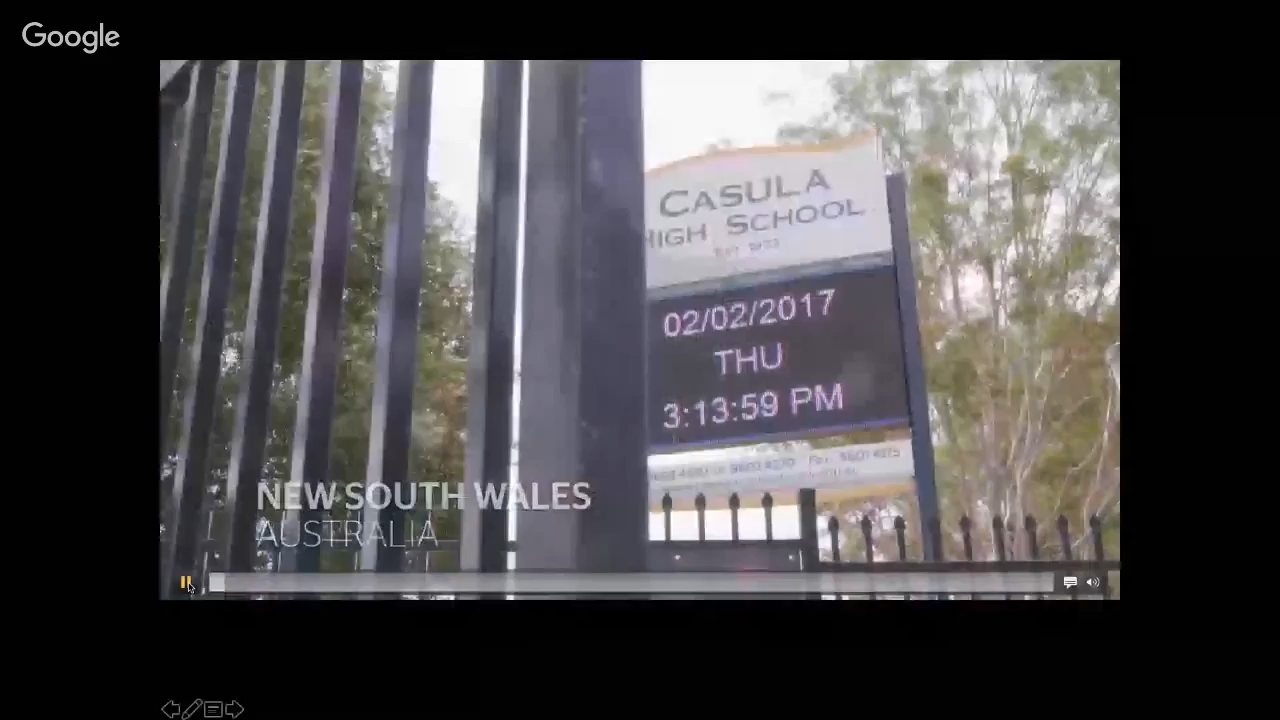 Google
CASULA
HIGH SCHOOL
02/02/2017
THU
3:13:59 PM
NEW SOUTH WALES
AUSTRALIA